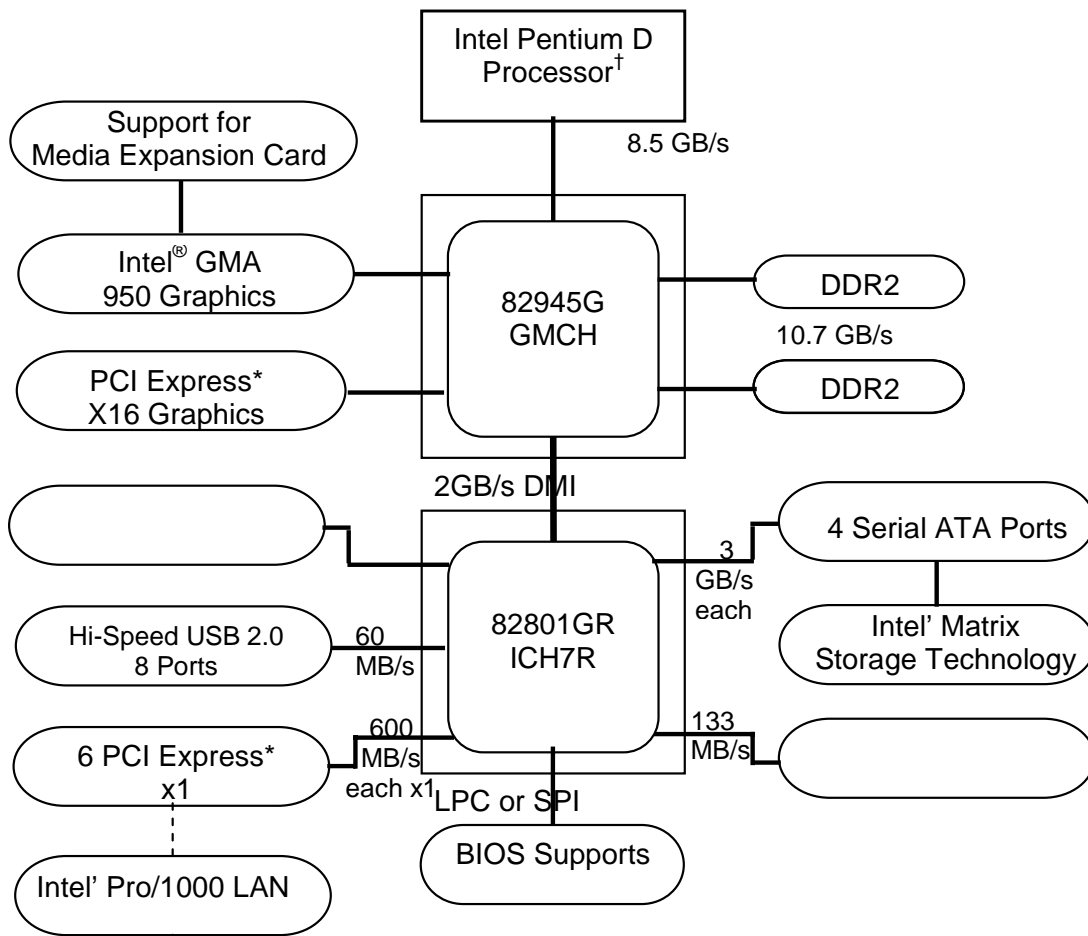 Intel Pentium D
Processor†
8.5 GB/s
Support for
Media Expansion Card
Intel® GMA
950 Graphics
82945G
GMCH
DDR2
10.7 GB/s
DDR2
PCI Express*
X16 Graphics
2GB/s DMI
3
GB/s
each
4 Serial ATA Ports
Hi-Speed USB 2.0
8 Ports
60
MB/s
82801GR
ICH7R
Intel’ Matrix
Storage Technology
6 PCI Express*
x1
600
MB/s
each x1
133
MB/s
LPC or SPI
BIOS Supports
Intel’ Pro/1000 LAN